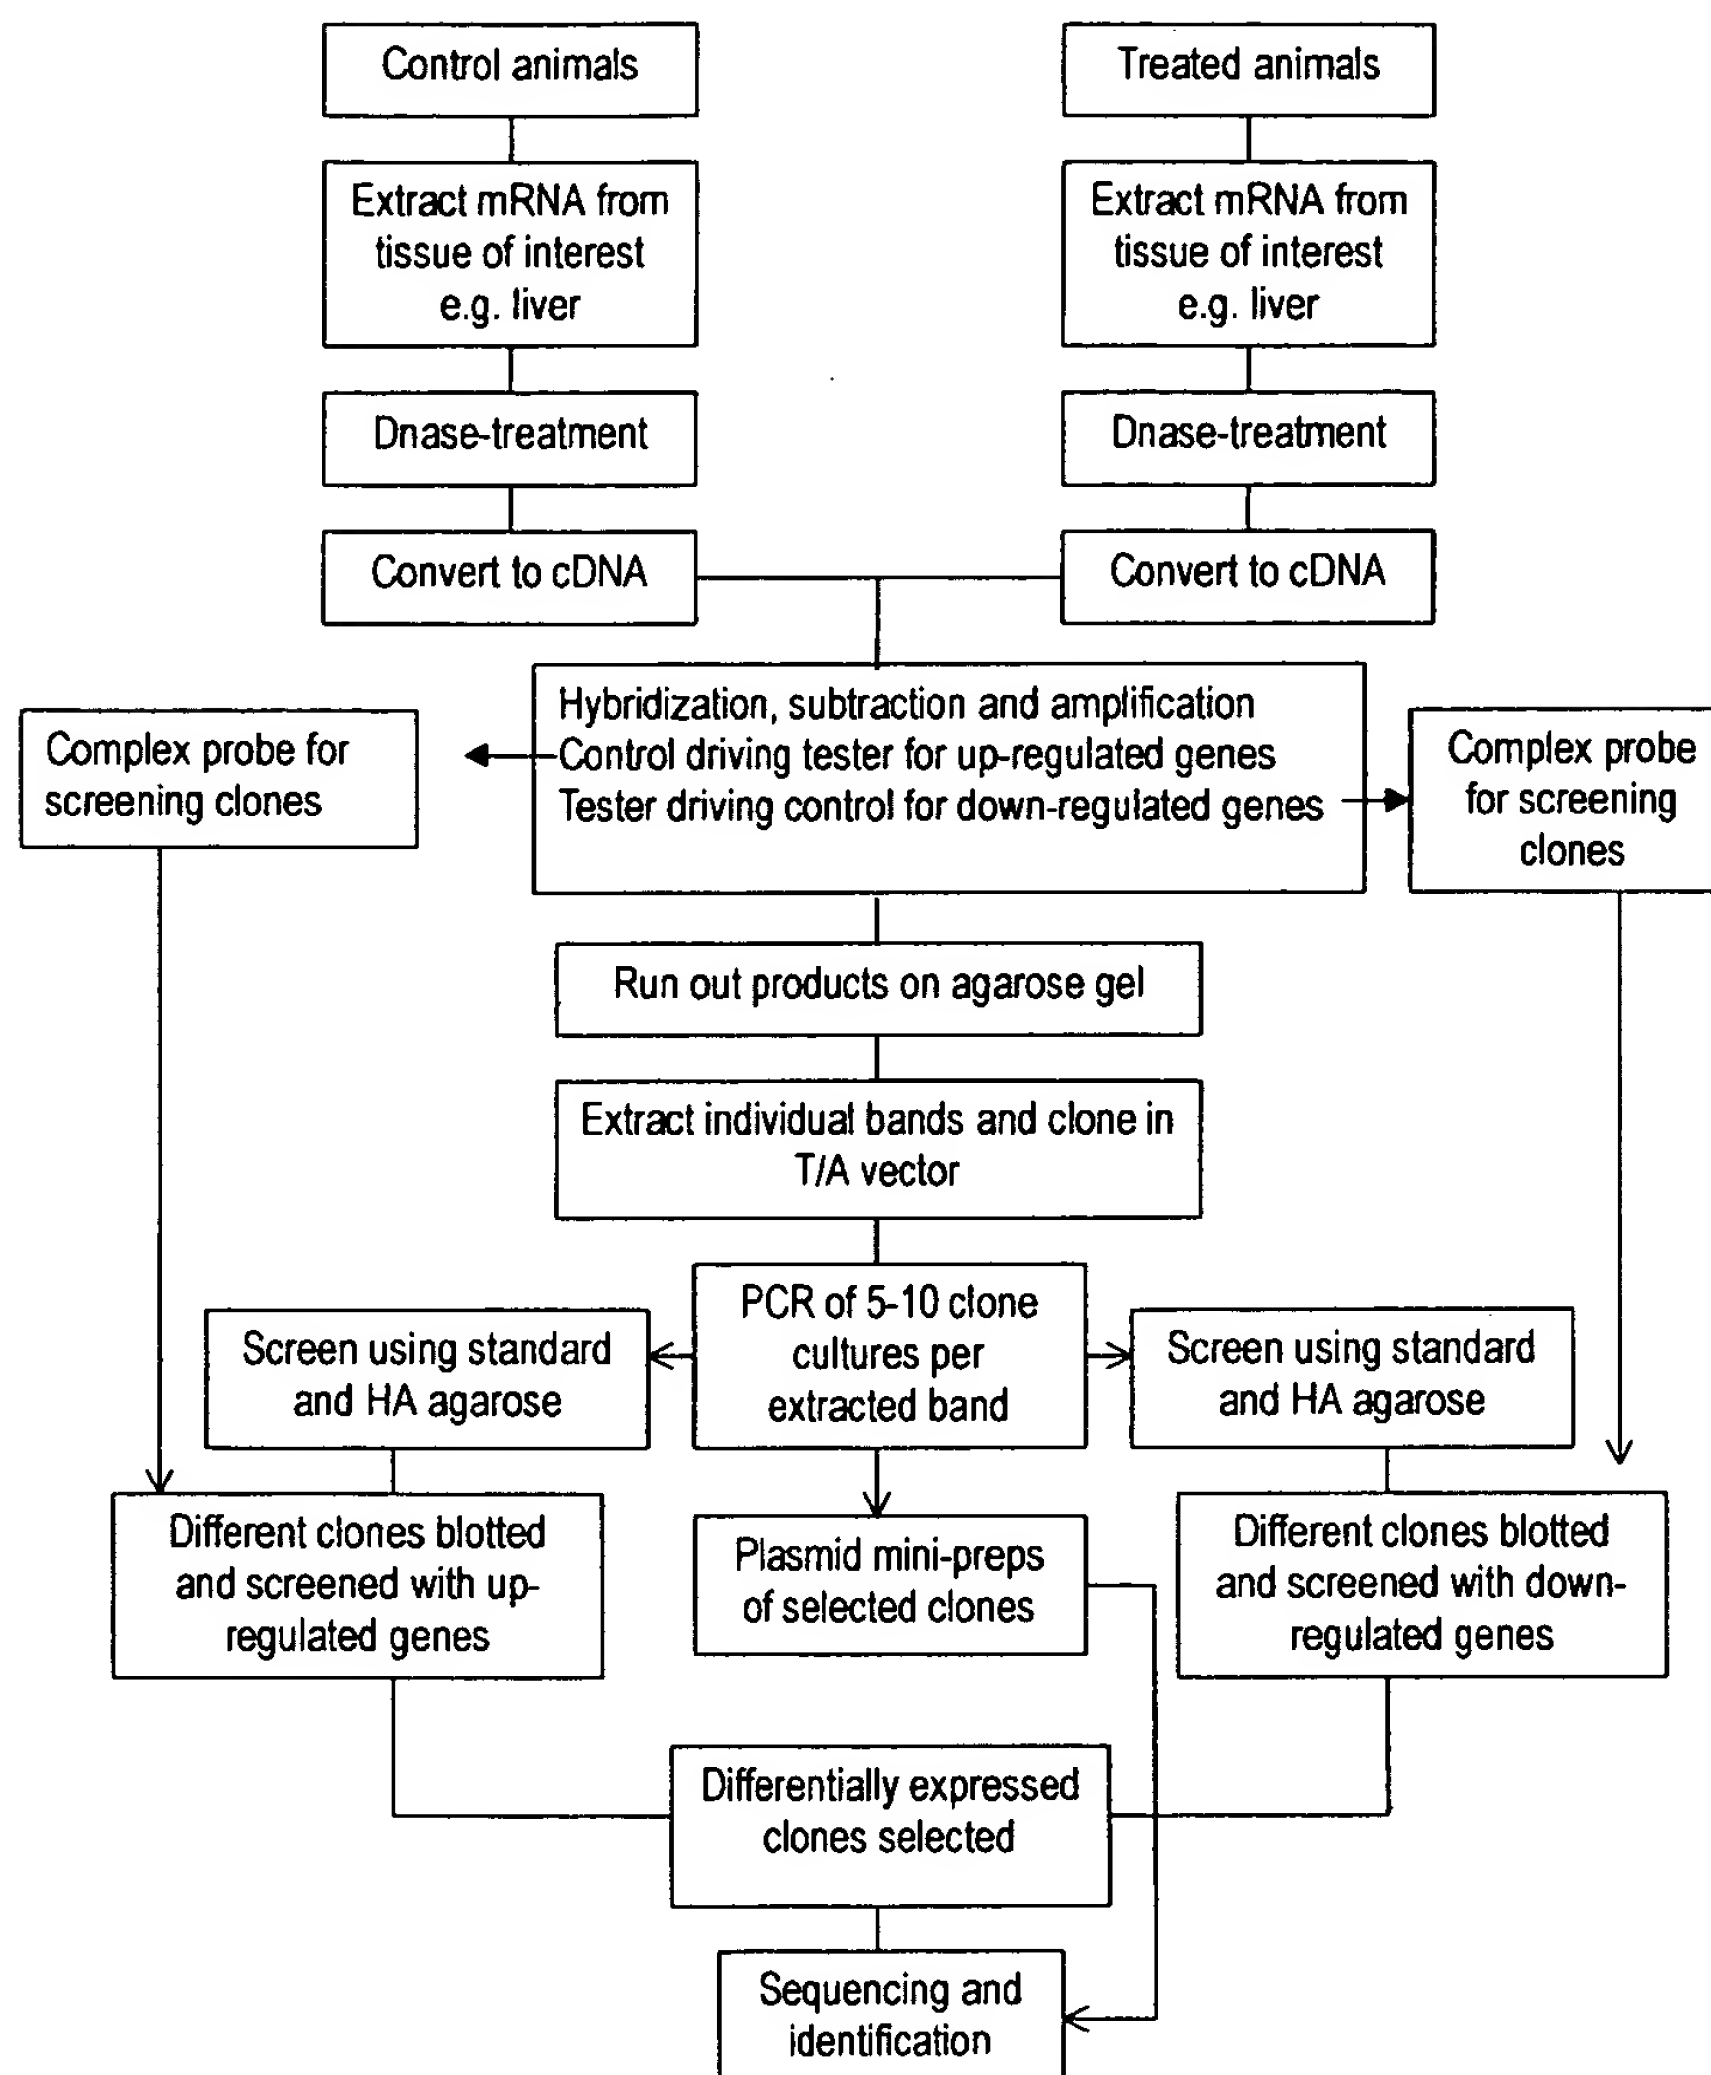 Control animals
Treated animals
Extract mRNA from
tissue of interest
e.g. liver
Extract mRNA from
tissue of interest
e.g. liver
Dnase-treatment
Dnase-treatment
Convert to cDNA
Convert to cDNA
Hybridization, subtraction and amplification
Control driving tester for up-regulated genes
Tester driving control for down-regulated genes
Complex probe for
screening clones
Complex probe
for screening
clones
Run out products on agarose gel
Extract individual bands and clone in
T/A vector
PCR of 5-10 clone
cultures per
extracted band
Screen using standard
and HA agarose
Screen using standard
and HA agarose
Different clones blotted
and screened with up-
regulated genes
Plasmid mini-preps
of selected clones
Different clones blotted
and screened with down-
regulated genes
Differentially expressed
clones selected
Sequencing and
identification